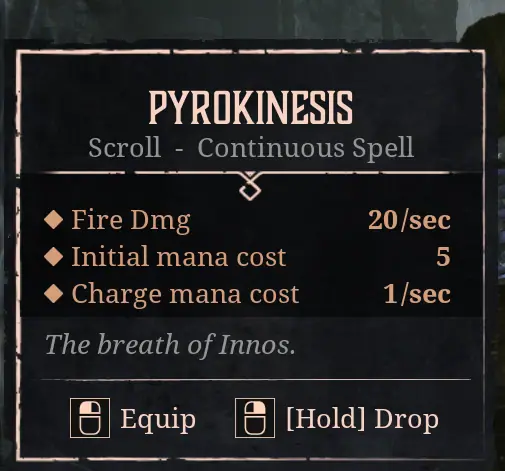 PYROKINESIS
Scroll - Continuous Spell
Fire Dmg 20/sec
Initial mana cost 5
Charge mana cost 1/sec
The breath of Innos.
Equip [Hold] Drop